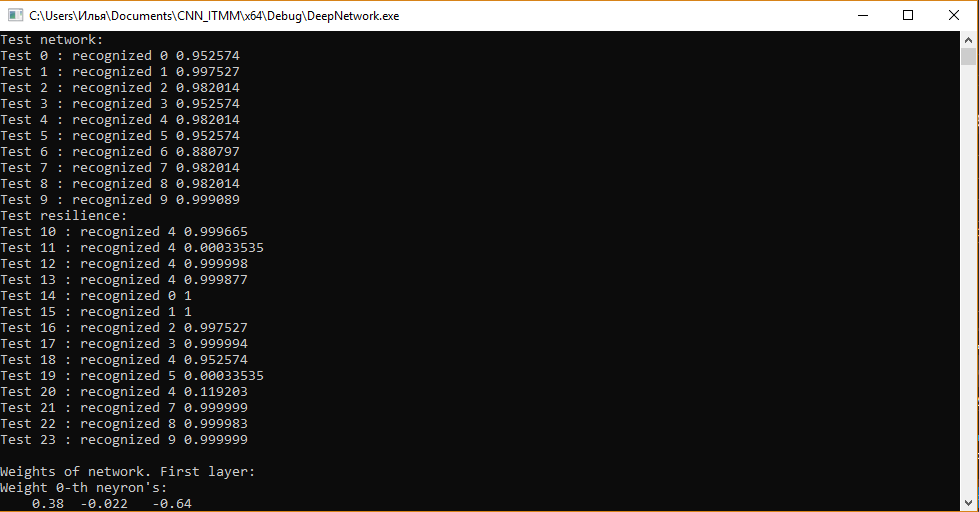 C:\Users\Илья\Documents\CNN_ITMM\x64\Debug\DeepNetwork.exe
Test network:
Test 0 : recognized 0 0.952574
Test 1 : recognized 1 0.997527
Test 2 : recognized 2 0.982014
Test 3 : recognized 3 0.952574
Test 4 : recognized 4 0.982014
Test 5 : recognized 5 0.952574
Test 6 : recognized 6 0.880797
Test 7 : recognized 7 0.982014
Test 8 : recognized 8 0.982014
Test 9 : recognized 9 0.999089
Test resilience:
Test 10 : recognized 4 0.999665
Test 11 : recognized 4 0.00033535
Test 12 : recognized 4 0.999998
Test 13 : recognized 4 0.999877
Test 14 : recognized 0 1
Test 15 : recognized 1 1
Test 16 : recognized 2 0.997527
Test 17 : recognized 3 0.999994
Test 18 : recognized 4 0.952574
Test 19 : recognized 5 0.00033535
Test 20 : recognized 4 0.119203
Test 21 : recognized 7 0.999999
Test 22 : recognized 8 0.999983
Test 23 : recognized 9 0.999999
Weights of network. First layer:
Weight 0-th neyron's:
0.38 -0.022 -0.64